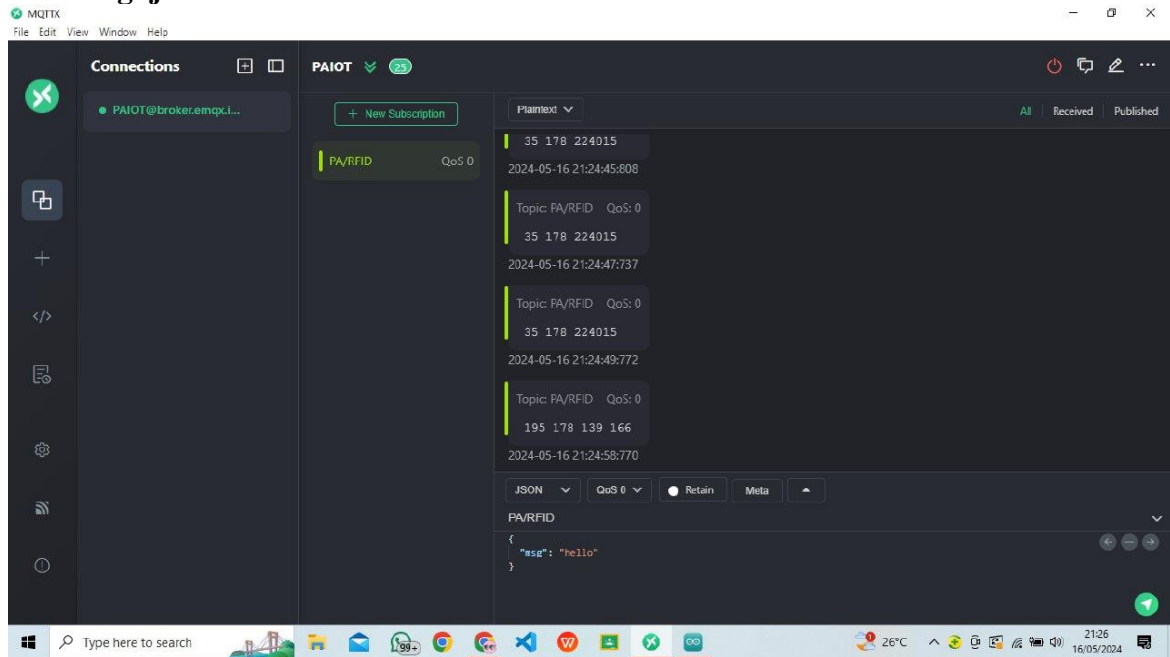 MQTTX
File Edit View Window Help
Connections
PAIOT 25
PAIOT@broker.emqx.i...
+ New Subscription
Plaintext
All Received Published
PA/RFID QoS 0
35 178 224015
2024-05-16 21:24:45:808
Topic: PA/RFID QoS: 0
35 178 224015
2024-05-16 21:24:47:737
Topic: PA/RFID QoS: 0
35 178 224015
2024-05-16 21:24:49:772
Topic: PA/RFID QoS: 0
195 178 139 166
2024-05-16 21:24:58:770
JSON QoS 0 Retain Meta
PA/RFID
{
"msg": "hello"
}
Type here to search
99+
26°C
21:26
16/05/2024